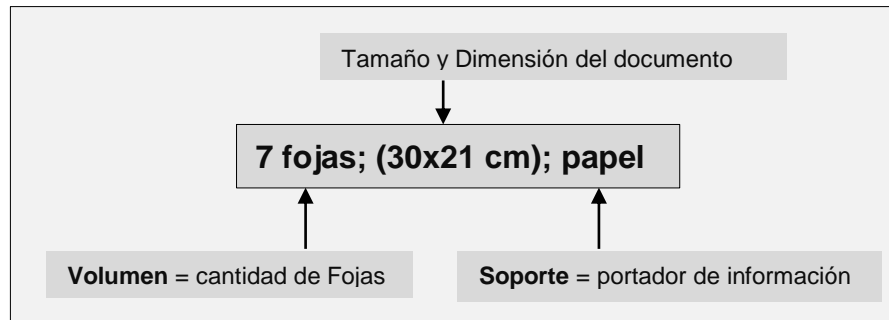 Tamaño y Dimensión del documento
7 fojas; (30x21 cm); papel
Volumen = cantidad de Fojas
Soporte = portador de información